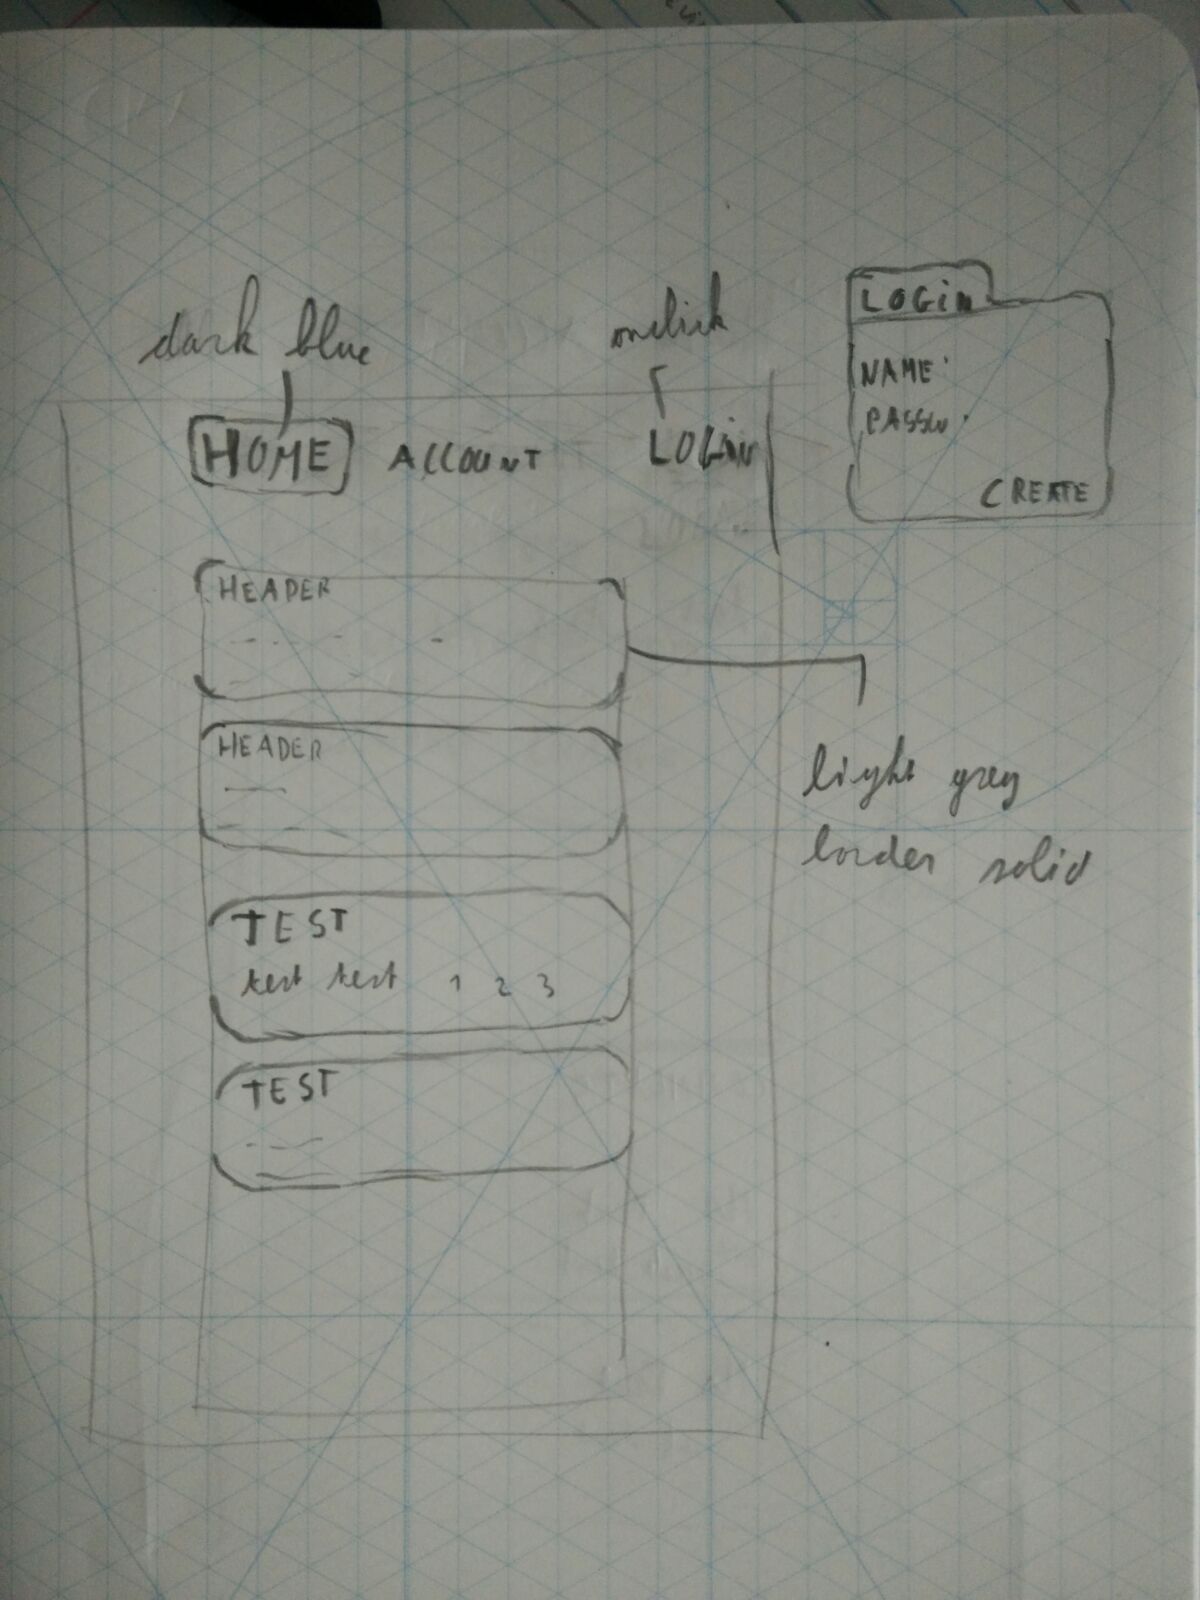 dark blue
onclick
LOGin
NAME:
PASSW.
CREATE
HOME ACCOUNT LOGin
HEADER
HEADER
light grey
border solid
TEST
test test 1 2 3
TEST